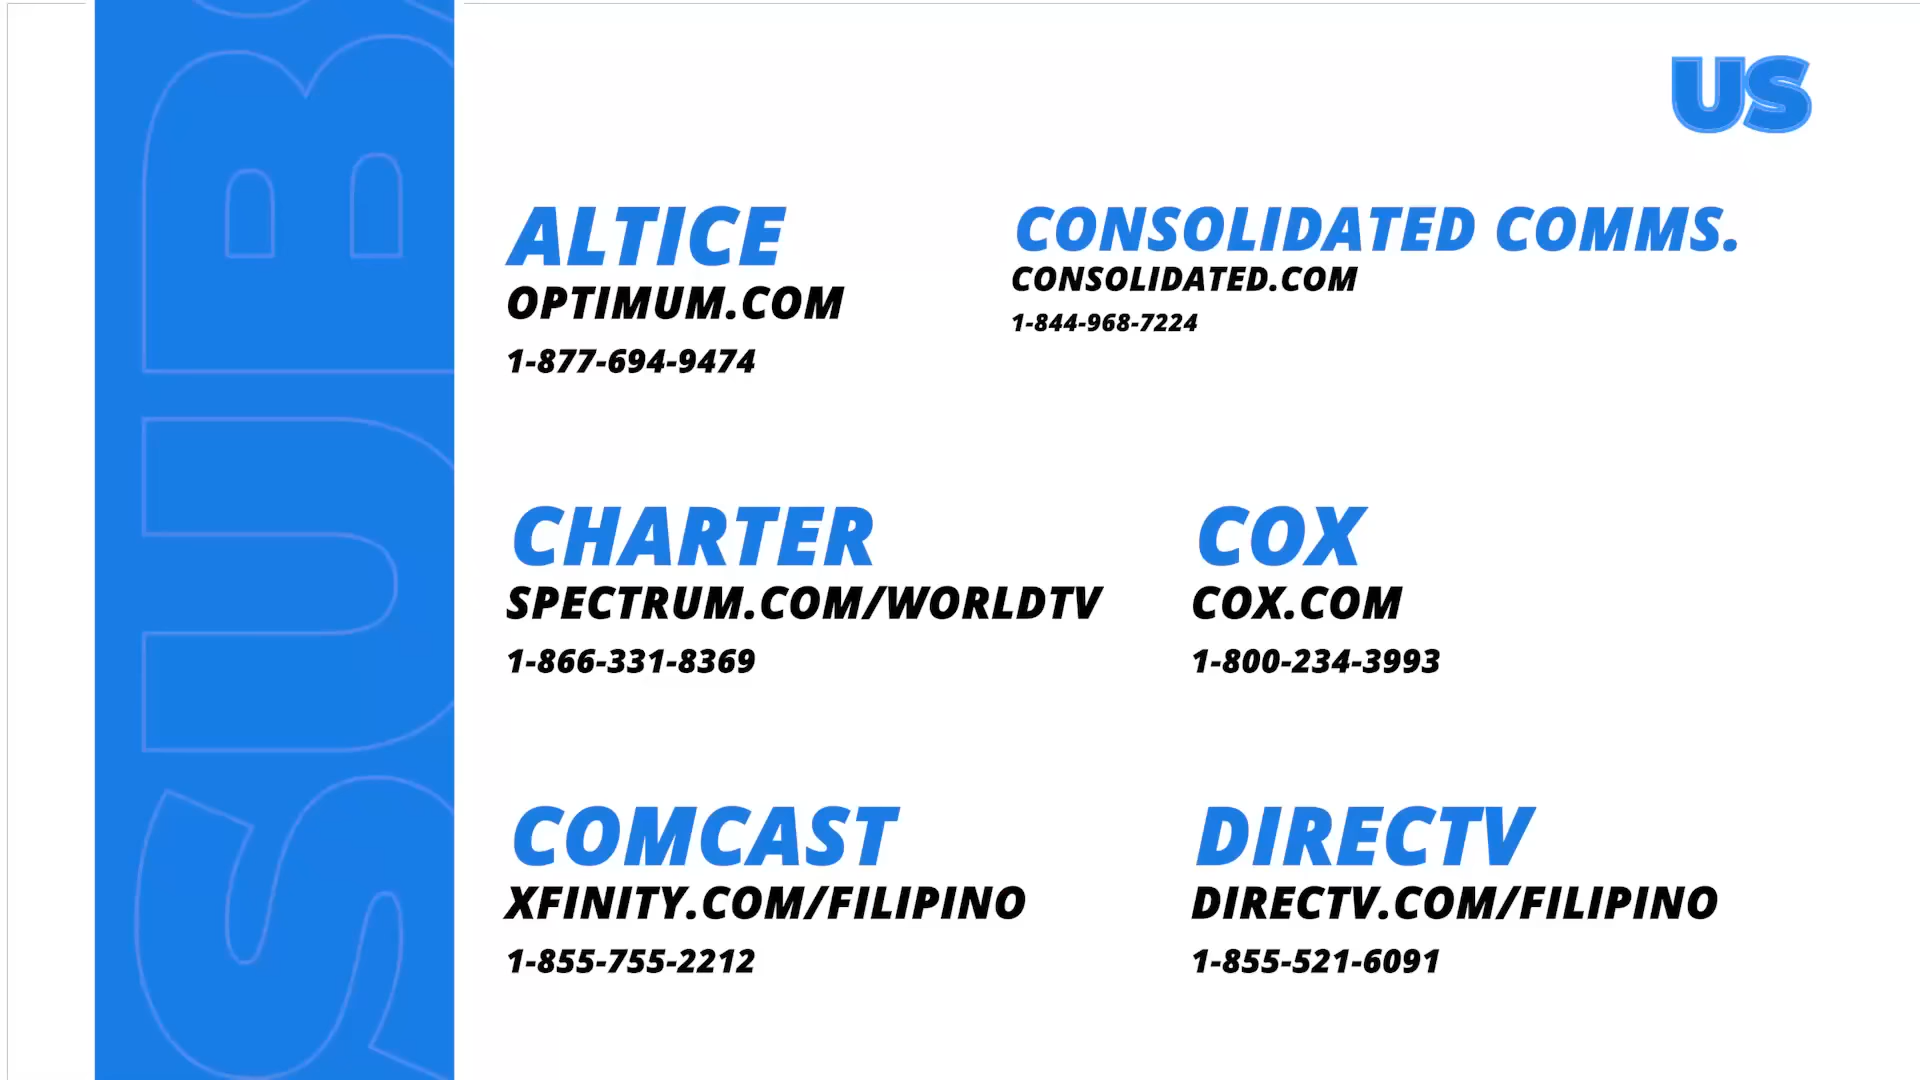 US
ALTICE
OPTIMUM.COM
1-877-694-9474
CONSOLIDATED COMMS.
CONSOLIDATED.COM
1-844-968-7224
CHARTER
SPECTRUM.COM/WORLDTV
1-866-331-8369
COX
COX.COM
1-800-234-3993
COMCAST
XFINITY.COM/FILIPINO
1-855-755-2212
DIRECTV
DIRECTV.COM/FILIPINO
1-855-521-6091